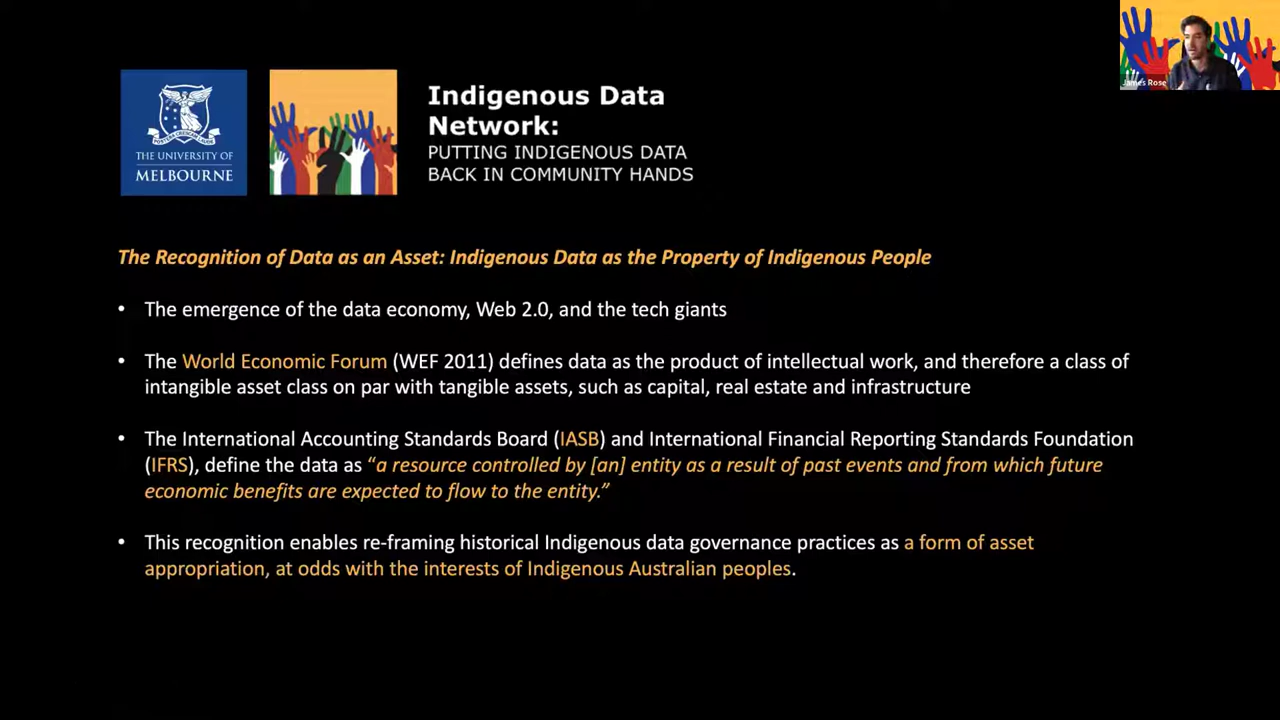 James Rose
THE UNIVERSITY OF
MELBOURNE
Indigenous Data
Network:
PUTTING INDIGENOUS DATA
BACK IN COMMUNITY HANDS
The Recognition of Data as an Asset: Indigenous Data as the Property of Indigenous People
• The emergence of the data economy, Web 2.0, and the tech giants
• The World Economic Forum (WEF 2011) defines data as the product of intellectual work, and therefore a class of
intangible asset class on par with tangible assets, such as capital, real estate and infrastructure
• The International Accounting Standards Board (IASB) and International Financial Reporting Standards Foundation
(IFRS), define the data as “a resource controlled by [an] entity as a result of past events and from which future
economic benefits are expected to flow to the entity.”
• This recognition enables re-framing historical Indigenous data governance practices as a form of asset
appropriation, at odds with the interests of Indigenous Australian peoples.